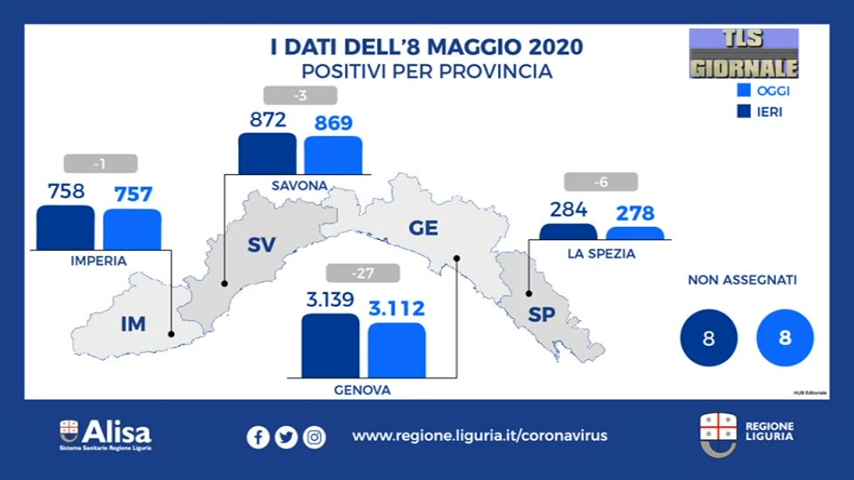 I DATI DELL'8 MAGGIO 2020
POSITIVI PER PROVINCIA
TLS
GIORNALE
OGGI
IERI
-3
872 869
SAVONA
-1
758 757
IMPERIA
-6
284 278
LA SPEZIA
SV
GE
IM
SP
-27
3.139 3.112
GENOVA
NON ASSEGNATI
8 8
HUB Editoriale
Alisa
Sistema Sanitario Regione Liguria
www.regione.liguria.it/coronavirus
REGIONE
LIGURIA